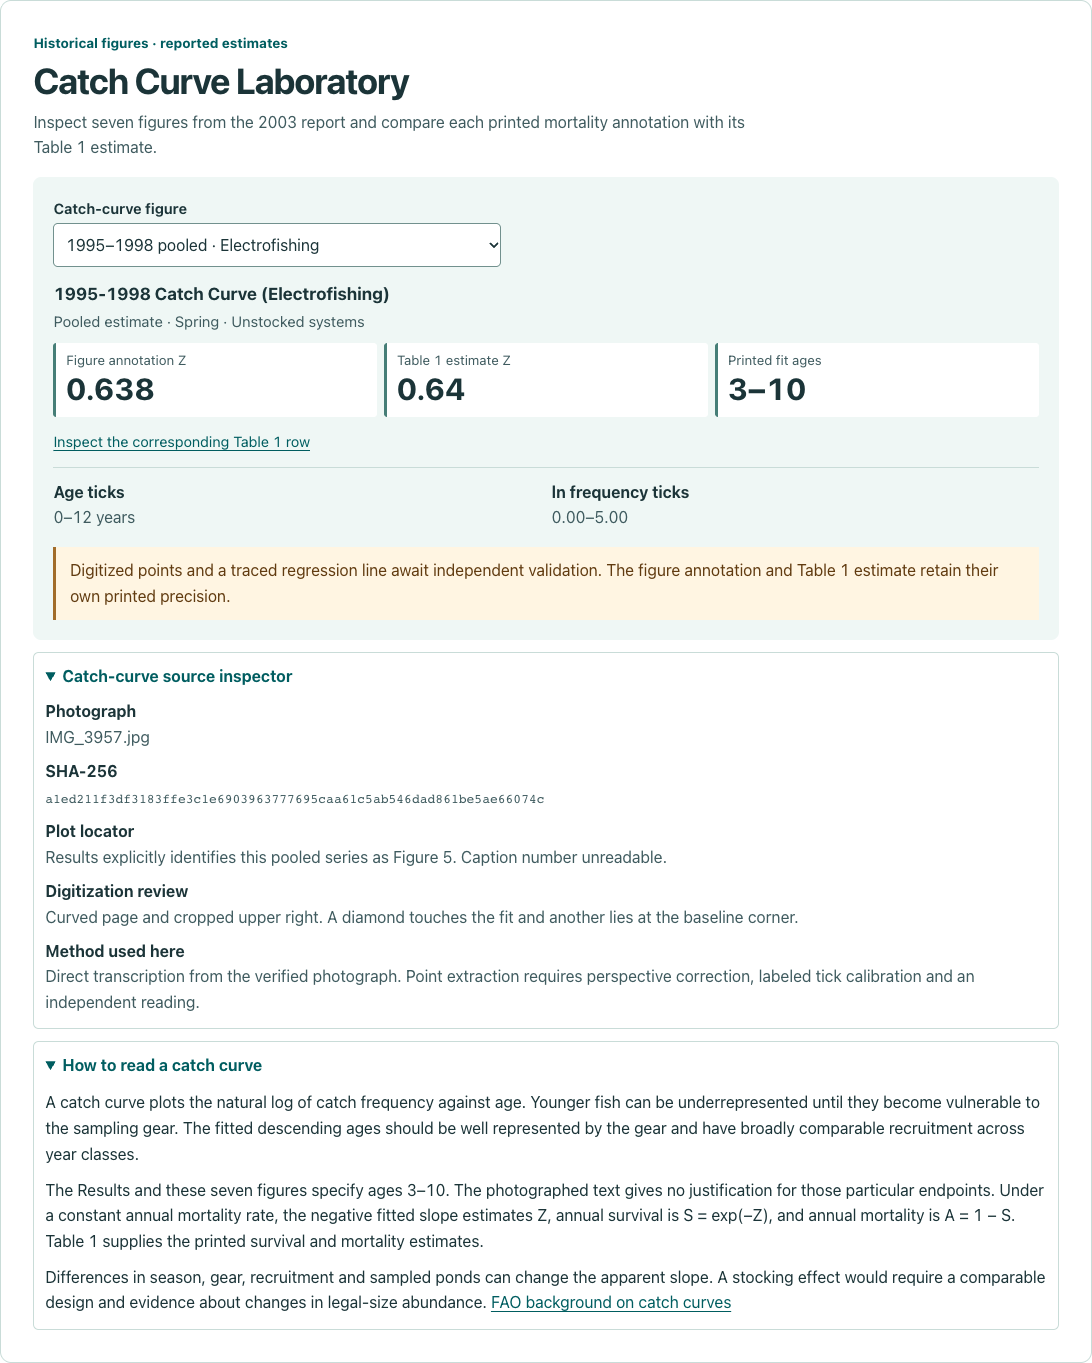 Historical figures · reported estimates
Catch Curve Laboratory
Inspect seven figures from the 2003 report and compare each printed mortality annotation with its
Table 1 estimate.
Catch-curve figure
1995–1998 pooled · Electrofishing
1995-1998 Catch Curve (Electrofishing)
Pooled estimate · Spring · Unstocked systems
Figure annotation Z
0.638
Table 1 estimate Z
0.64
Printed fit ages
3–10
Inspect the corresponding Table 1 row
Age ticks
0–12 years
ln frequency ticks
0.00–5.00
Digitized points and a traced regression line await independent validation. The figure annotation and Table 1 estimate retain their
own printed precision.
▼ Catch-curve source inspector
Photograph
IMG_3957.jpg
SHA-256
a1ed211f3df3183ffe3c1e6903963777695caa61c5ab546dad861be5ae66074c
Plot locator
Results explicitly identifies this pooled series as Figure 5. Caption number unreadable.
Digitization review
Curved page and cropped upper right. A diamond touches the fit and another lies at the baseline corner.
Method used here
Direct transcription from the verified photograph. Point extraction requires perspective correction, labeled tick calibration and an
independent reading.
▼ How to read a catch curve
A catch curve plots the natural log of catch frequency against age. Younger fish can be underrepresented until they become vulnerable to
the sampling gear. The fitted descending ages should be well represented by the gear and have broadly comparable recruitment across
year classes.
The Results and these seven figures specify ages 3–10. The photographed text gives no justification for those particular endpoints. Under
a constant annual mortality rate, the negative fitted slope estimates Z, annual survival is S = exp(−Z), and annual mortality is A = 1 − S.
Table 1 supplies the printed survival and mortality estimates.
Differences in season, gear, recruitment and sampled ponds can change the apparent slope. A stocking effect would require a comparable
design and evidence about changes in legal-size abundance. FAO background on catch curves